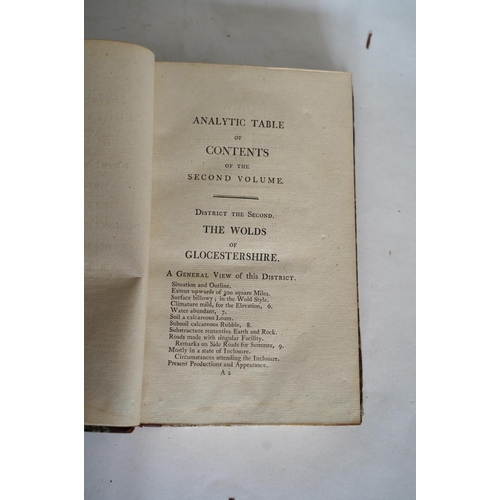 ANALYTIC TABLE
OF
CONTENTS
OF THE
SECOND VOLUME.
DISTRICT THE SECOND.
THE WOLDS
OF
GLOCESTERSHIRE.
A GENERAL VIEW of this DISTRICT.
Situation and Outline.
Extent upwards of 300 square Miles.
Surface billowy; in the Wold Style.
Climature mild, for the Elevation, 6.
Water abundant, 7.
Soil a calcareous Loam.
Subsoil calcareous Rubble, 8.
Substructure Earth and Rock.
Roads made with singular Facility.
Remarks on Side Roads for Summer, 9.
Mostly in a state of Inclosure.
Circumstances attending the Inclosure.
Present Productions and Appearance.
A 2